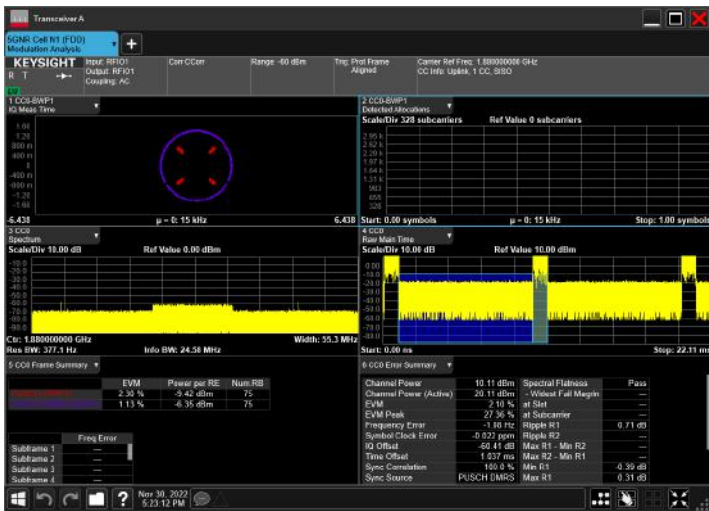 Transceiver A
5GNR Cell N1 (FDD)
Modulation Analysis
KEYSIGHT
R T
Input: RFIO1
Output: RFIO1
Coupling: AC
Corr CCorr
Range: -60 dBm
Trig: Prot Frame
Aligned
Carrier Ref Freq: 1.880000000 GHz
CC Info: Uplink, 1 CC, SISO
1 CC0-BWP1
IQ Meas Time
-6.438
μ = 0: 15 kHz
6.438
2 CC0-BWP1
Detected Allocations
Scale/Div 328 subcarriers
Ref Value 0 subcarriers
Start: 0.00 symbols
μ = 0: 15 kHz
Stop: 1.00 symbols
3 CC0
Spectrum
Scale/Div 10.00 dB
Ref Value 0.00 dBm
Ctr: 1.880000000 GHz
Width: 55.3 MHz
Res BW: 377.1 Hz
Info BW: 24.58 MHz
4 CC0
Raw Main Time
Scale/Div 10.00 dB
Ref Value 10.00 dBm
Start: 0.00 ms
Stop: 22.11 ms
5 CC0 Frame Summary
EVM Power per RE Num.RB
2.30 % -9.42 dBm 75
1.13 % -6.35 dBm 75
Freq Error
Subframe 1 —
Subframe 2 —
Subframe 3 —
Subframe 4 —
6 CC0 Error Summary
Channel Power 10.11 dBm Spectral Flatness Pass
Channel Power (Active) 20.11 dBm - Widest Fail Magrin —
EVM 2.10 % at Slot —
EVM Peak 27.36 % at Subcarrier —
Frequency Error Ripple R1 0.71 dB
Symbol Clock Error -0.022 ppm Ripple R2 —
IQ Offset -60.41 dB Max R1 - Min R2 —
Time Offset 1.037 ms Max R2 - Min R1 —
Sync Correlation 100.0 % Min R1 -0.39 dB
Sync Source PUSCH DMRS Max R1 0.31 dB
Nov 30, 2022
5:23:12 PM